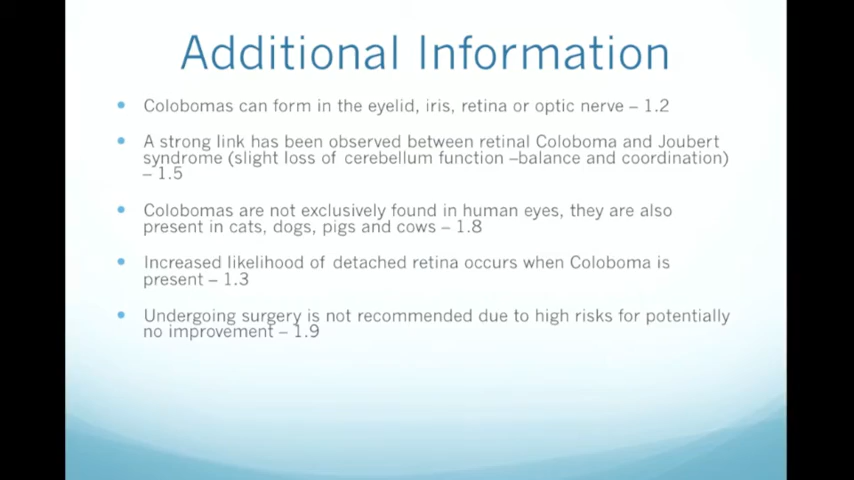 Additional Information
• Colobomas can form in the eyelid, iris, retina or optic nerve – 1.2
• A strong link has been observed between retinal Coloboma and Joubert
syndrome (slight loss of cerebellum function –balance and coordination)
– 1.5
• Colobomas are not exclusively found in human eyes, they are also
present in cats, dogs, pigs and cows – 1.8
• Increased likelihood of detached retina occurs when Coloboma is
present – 1.3
• Undergoing surgery is not recommended due to high risks for potentially
no improvement – 1.9